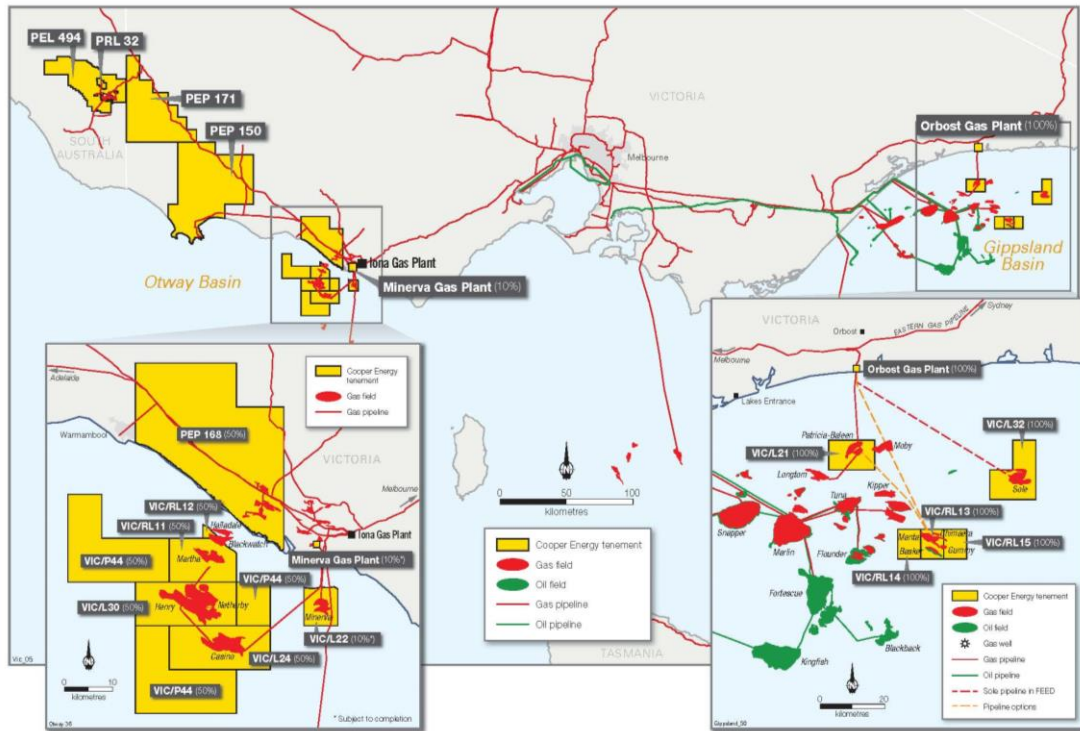 PEL 494
PRL 32
PEP 171
PEP 150
SOUTH
AUSTRALIA
VICTORIA
Melbourne
Orbost Gas Plant (100%)
Gippsland
Basin
Otway Basin
Iona Gas Plant
Minerva Gas Plant (10%)
N
0 50 100
kilometres
Cooper Energy tenement
Gas field
Oil field
Gas pipeline
Oil pipeline
TASMANIA
Vic_05
Adelaide
Warrnambool
Cooper Energy
tenement
Gas field
Gas pipeline
PEP 168 (50%)
VICTORIA
Melbourne
VIC/RL12 (50%)
VIC/RL11 (50%)
Halladale
Blackwatch
Iona Gas Plant
Martha
Minerva Gas Plant (10%*)
VIC/P44 (50%)
VIC/P44 (50%)
VIC/L30 (50%)
Henry
Netherby
Minerva
VIC/L22 (10%*)
Casino
VIC/L24 (50%)
VIC/P44 (50%)
N
0 10
kilometres
* Subject to completion
Otway 36
VICTORIA
Orbost
EASTERN GAS PIPELINE
Sydney
Melbourne
Orbost Gas Plant (100%)
Lakes Entrance
VIC/L32 (100%)
Patricia-Baleen
VIC/L21 (100%)
Moby
Longtom
Sole
Kipper
Tuna
VIC/RL13 (100%)
Snapper
Marlin
Flounder
Manta
Basker
Gummy
VIC/RL15 (100%)
VIC/RL14 (100%)
Fortescue
Blackback
Kingfish
N
0 20
kilometres
Cooper Energy tenement
Gas field
Oil field
Gas well
Gas pipeline
Oil pipeline
Sole pipeline in FEED
Pipeline options
Gippsland_50